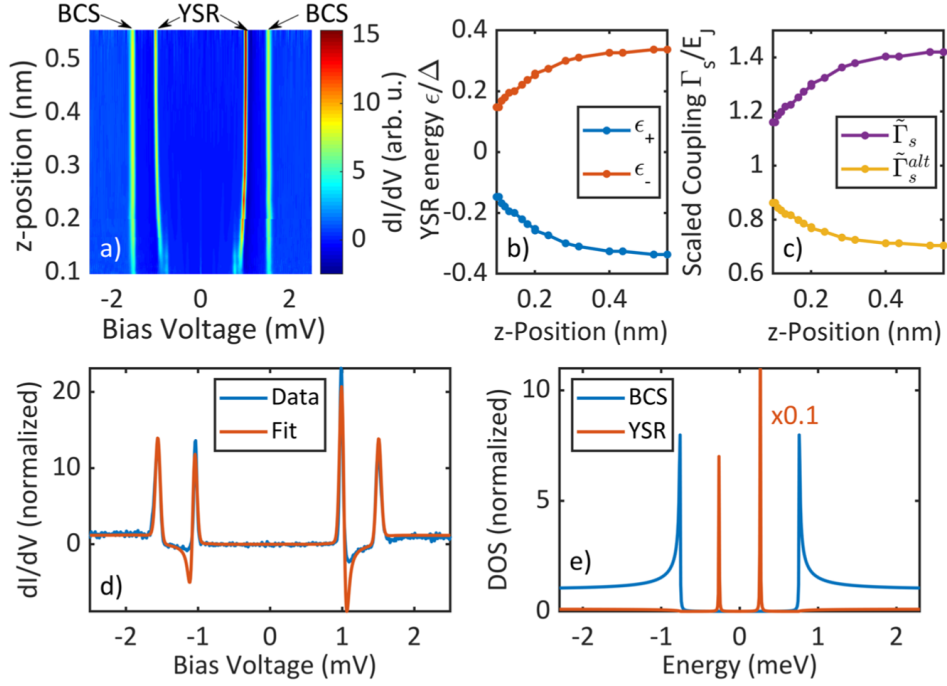 BCS YSR BCS
z-position (nm)
0.5
0.4
0.3
0.2
0.1
a)
-2 0 2
Bias Voltage (mV)
15
10
5
0
dI/dV (arb. u.)
YSR energy ϵ/Δ
0.4
0.2
0
-0.2
-0.4
ϵ₊
ϵ₋
b)
0.2 0.4
z-Position (nm)
Scaled Coupling Γₛ/E_J
1.4
1.2
1
0.8
0.6
Γ̃ₛ
Γ̃ₛᵃˡᵗ
c)
0.2 0.4
z-Position (nm)
dI/dV (normalized)
20
10
0
Data
Fit
d)
-2 -1 0 1 2
Bias Voltage (mV)
DOS (normalized)
10
5
0
BCS
YSR
x0.1
e)
-2 -1 0 1 2
Energy (meV)